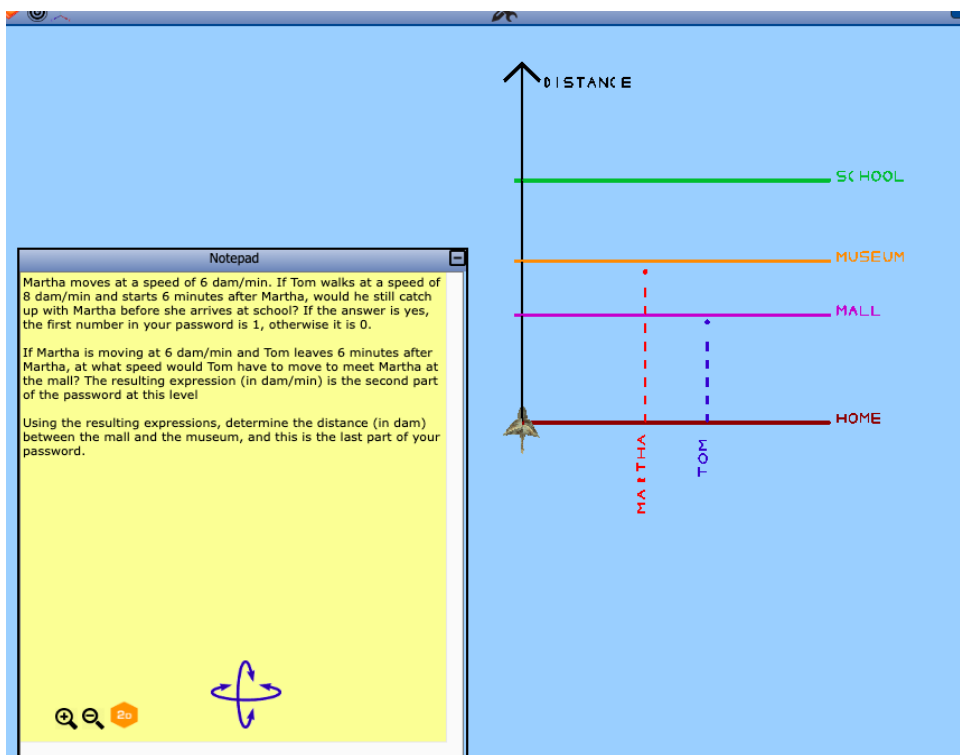 DISTANCE
SCHOOL
MUSEUM
MALL
HOME
MARTHA
TOM
Notepad
Martha moves at a speed of 6 dam/min. If Tom walks at a speed of
8 dam/min and starts 6 minutes after Martha, would he still catch
up with Martha before she arrives at school? If the answer is yes,
the first number in your password is 1, otherwise it is 0.
If Martha is moving at 6 dam/min and Tom leaves 6 minutes after
Martha, at what speed would Tom have to move to meet Martha at
the mall? The resulting expression (in dam/min) is the second part
of the password at this level
Using the resulting expressions, determine the distance (in dam)
between the mall and the museum, and this is the last part of your
password.
2D